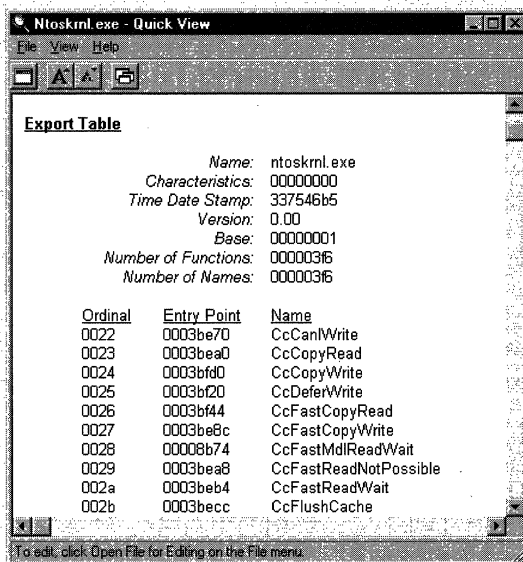 Ntoskrnl.exe - Quick View
File View Help
Export Table
Name: ntoskrnl.exe
Characteristics: 00000000
Time Date Stamp: 337546b5
Version: 0.00
Base: 00000001
Number of Functions: 000003f6
Number of Names: 000003f6
Ordinal Entry Point Name
0022 0003be70 CcCanIWrite
0023 0003bea0 CcCopyRead
0024 0003bfd0 CcCopyWrite
0025 0003bf20 CcDeferWrite
0026 0003bf44 CcFastCopyRead
0027 0003be8c CcFastCopyWrite
0028 00008b74 CcFastMdlReadWait
0029 0003bea8 CcFastReadNotPossible
002a 0003beb4 CcFastReadWait
002b 0003becc CcFlushCache
To edit, click Open File for Editing on the File menu.